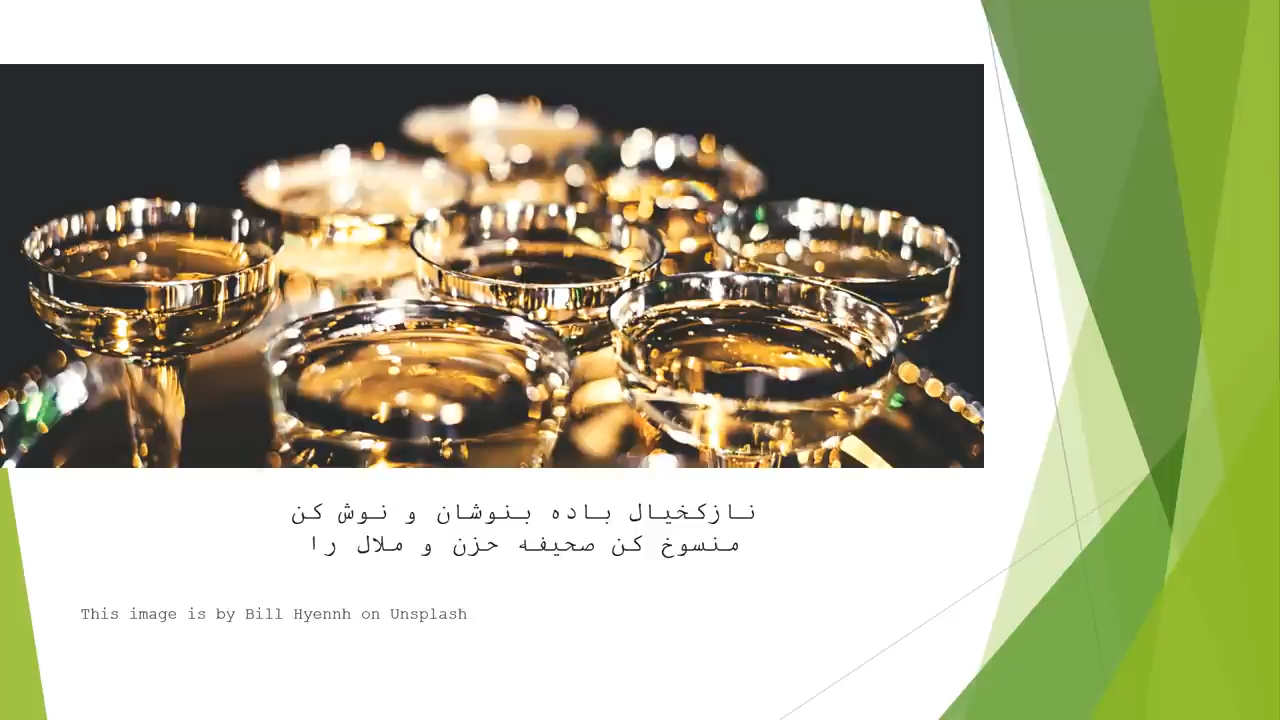 نازکخیال باده بنوشان و نوش کن
منسوخ کن صحیفه حزن و ملال را
This image is by Bill Hyennh on Unsplash